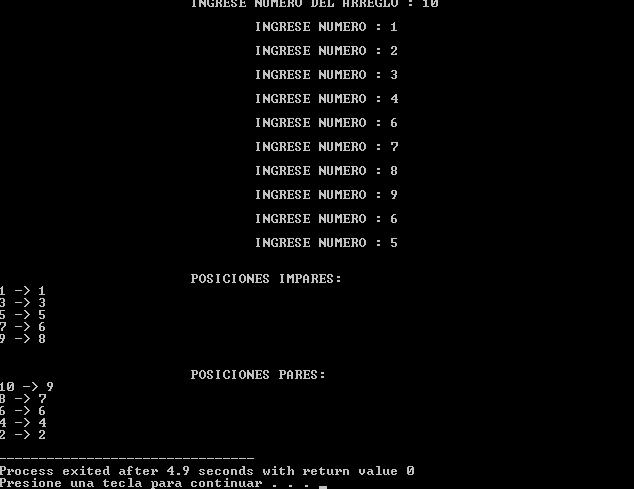 INGRESE NUMERO DEL ARREGLO : 10
INGRESE NUMERO : 1
INGRESE NUMERO : 2
INGRESE NUMERO : 3
INGRESE NUMERO : 4
INGRESE NUMERO : 6
INGRESE NUMERO : 7
INGRESE NUMERO : 8
INGRESE NUMERO : 9
INGRESE NUMERO : 6
INGRESE NUMERO : 5
POSICIONES IMPARES:
1 -> 1
3 -> 3
5 -> 5
7 -> 6
9 -> 8
POSICIONES PARES:
10 -> 9
8 -> 7
6 -> 6
4 -> 4
2 -> 2
--------------------------------
Process exited after 4.9 seconds with return value 0
Presione una tecla para continuar . . . _